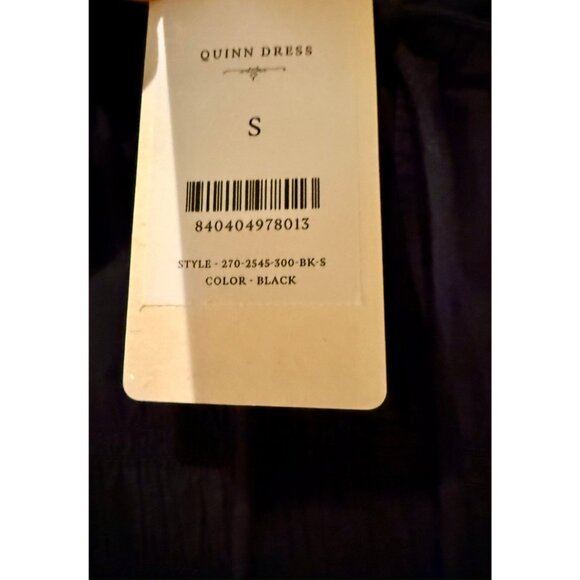 QUINN DRESS
S
840404978013
STYLE · 270-2545-300-BK-S
COLOR · BLACK